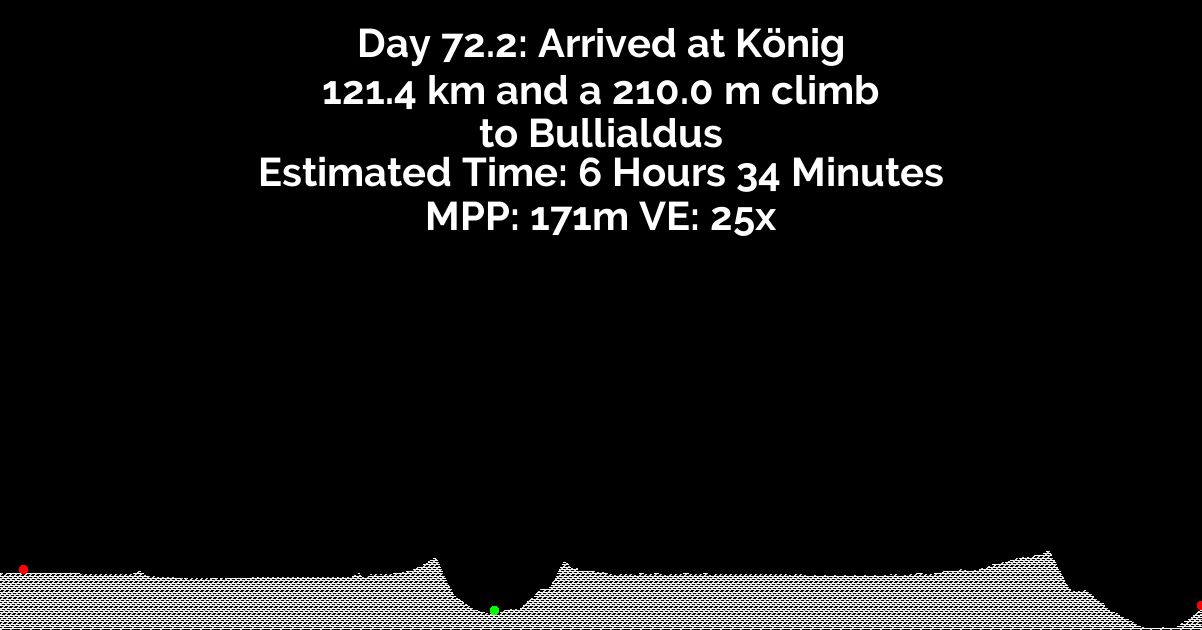 Day 72.2: Arrived at König
121.4 km and a 210.0 m climb
to Bullialdus
Estimated Time: 6 Hours 34 Minutes
MPP: 171m VE: 25x